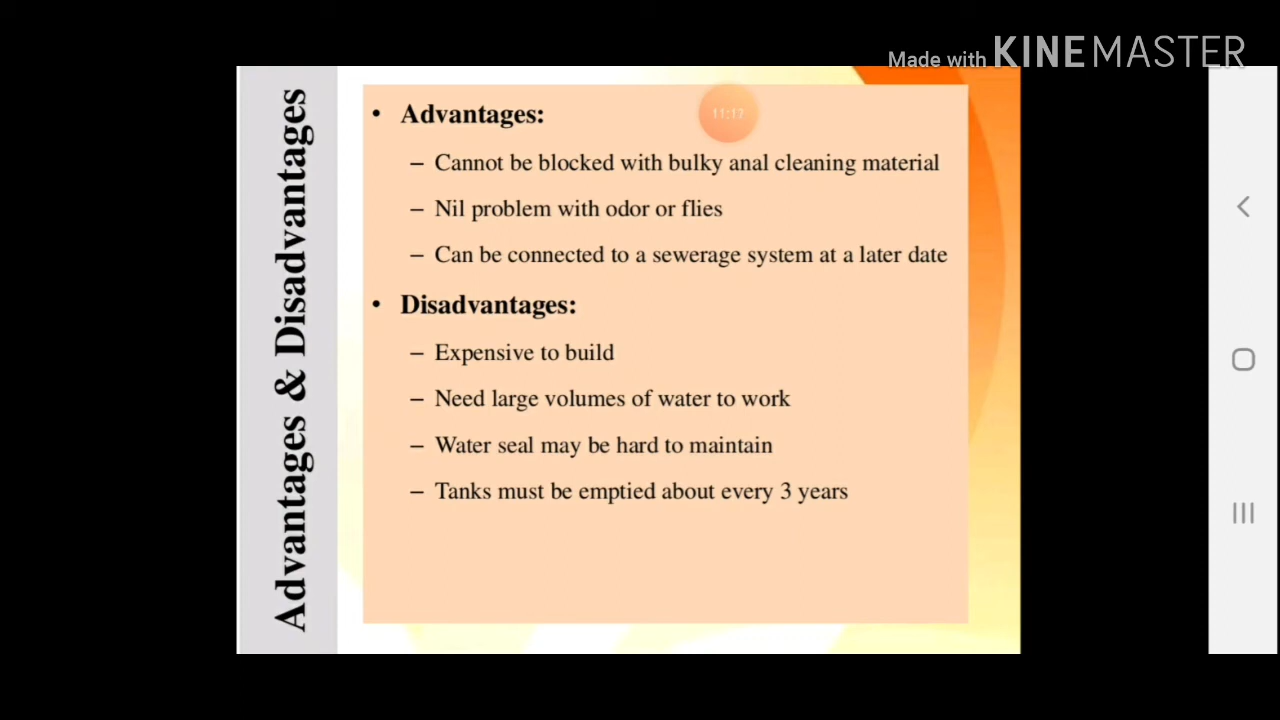 Made with KINEMASTER
Advantages & Disadvantages
• Advantages:
– Cannot be blocked with bulky anal cleaning material
– Nil problem with odor or flies
– Can be connected to a sewerage system at a later date
• Disadvantages:
– Expensive to build
– Need large volumes of water to work
– Water seal may be hard to maintain
– Tanks must be emptied about every 3 years
11:17